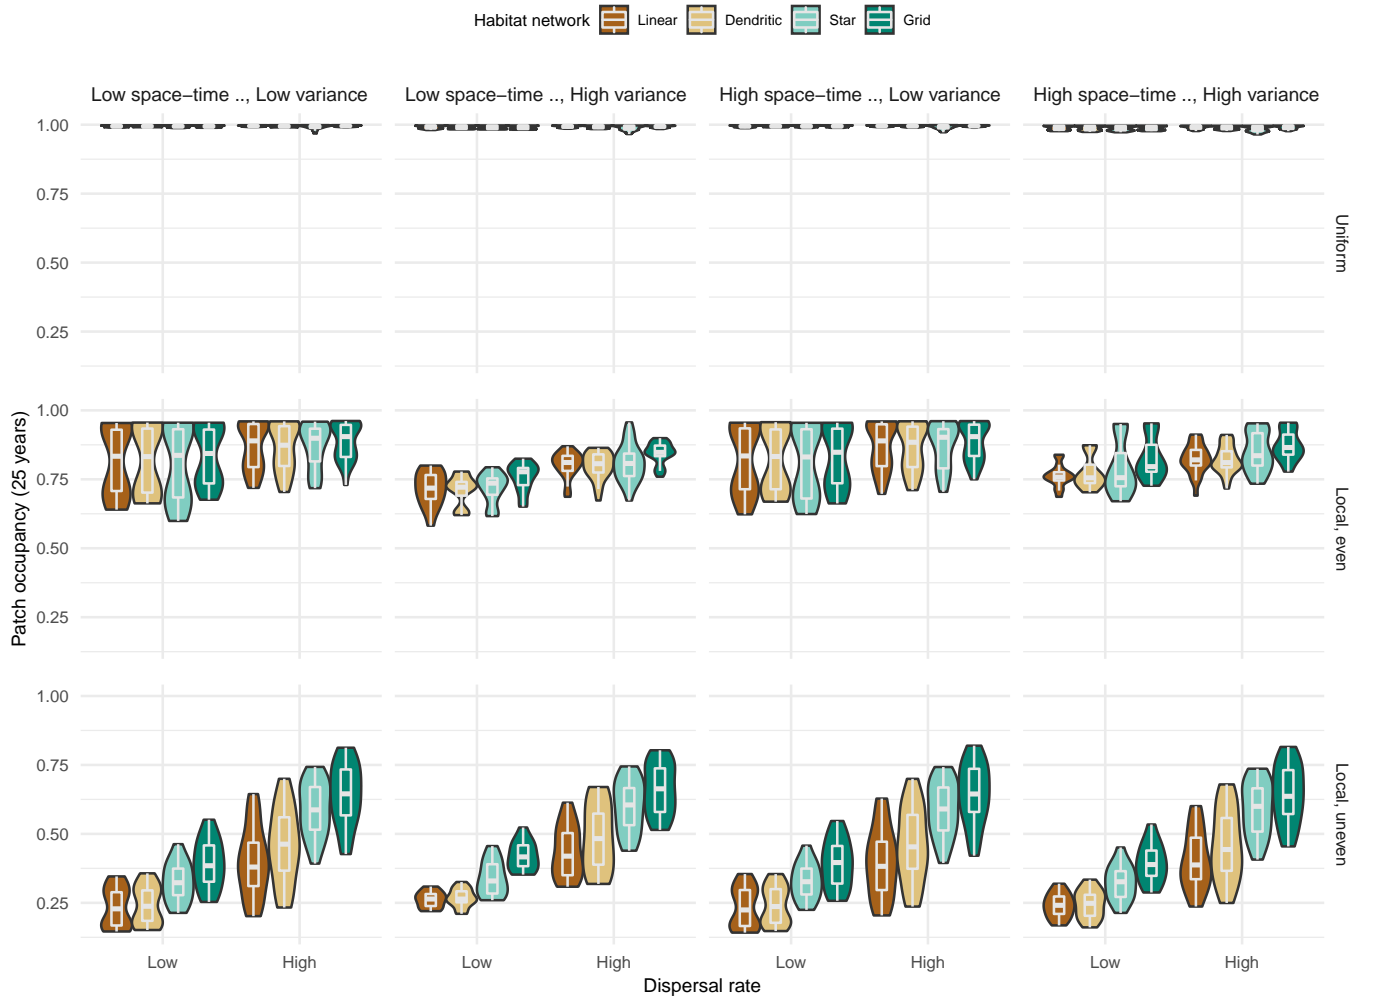 Habitat network Linear Dendritic Star Grid
Low space−time .., Low variance Low space−time .., High variance High space−time .., Low variance High space−time .., High variance
1.00
0.75
0.50
0.25
Uniform
1.00
0.75
0.50
0.25
Local, even
1.00
0.75
0.50
0.25
Local, uneven
Patch occupancy (25 years)
Low High Low High Low High Low High
Dispersal rate